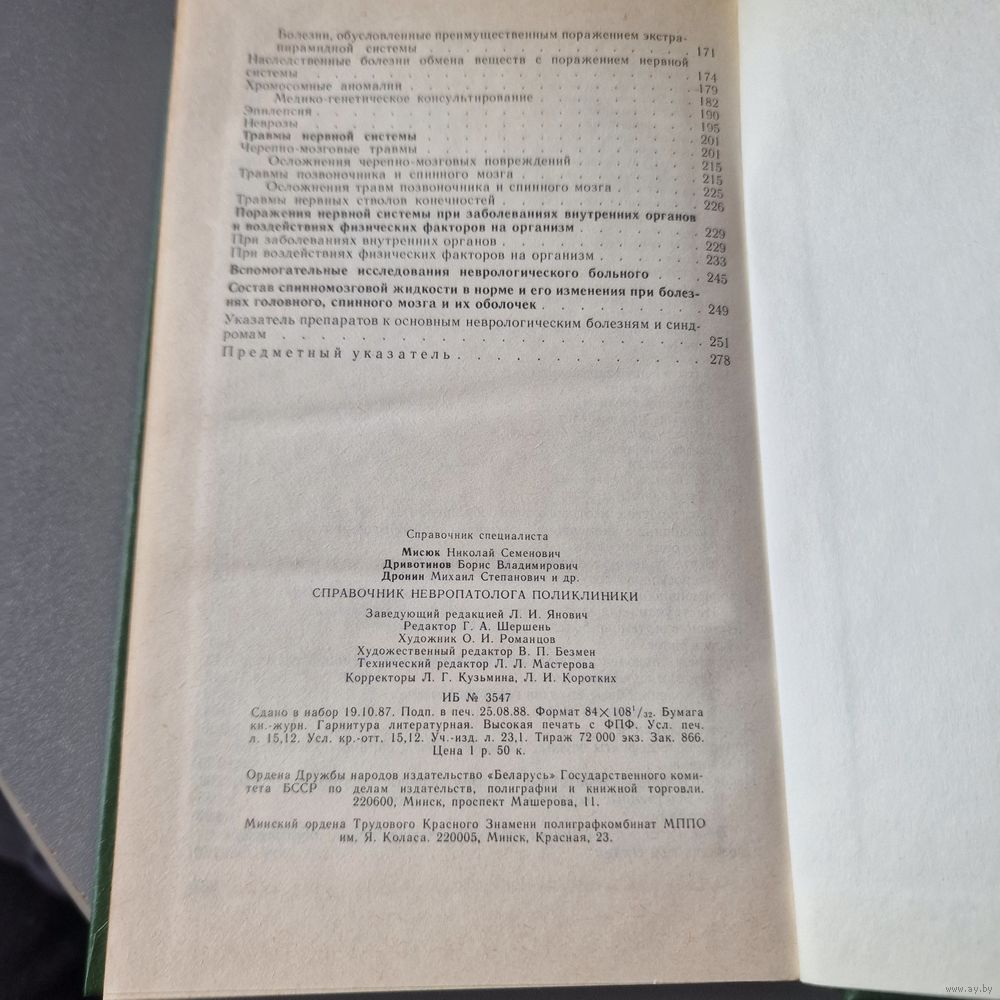 Болезни, обусловленные преимущественным поражением экстра-
пирамидной системы . . . . . . . . . . . 171
Наследственные болезни обмена веществ с поражением нервной
системы . . . . . . . . . . . . . . . . 174
Хромосомные аномалии . . . . . . . . . . . 179
Медико-генетическое консультирование . . . . . . 182
Эпилепсия . . . . . . . . . . . . . . . 190
Неврозы . . . . . . . . . . . . . . . . 195
Травмы нервной системы . . . . . . . . . . 201
Черепно-мозговые травмы . . . . . . . . . . 201
Осложнения черепно-мозговых повреждений . . . . . 215
Травмы позвоночника и спинного мозга . . . . . . 215
Осложнения травм позвоночника и спинного мозга . . . . 225
Травмы нервных стволов конечностей . . . . . . . 226
Поражения нервной системы при заболеваниях внутренних органов
и воздействиях физических факторов на организм . . . . . 229
При заболеваниях внутренних органов . . . . . . . 229
При воздействиях физических факторов на организм . . . . 233
Вспомогательные исследования неврологического больного . . . 245
Состав спинномозговой жидкости в норме и его изменения при болез-
нях головного, спинного мозга и их оболочек . . . . . . 249
Указатель препаратов к основным неврологическим болезням и синд-
ромам . . . . . . . . . . . . . . . . 251
Предметный указатель . . . . . . . . . . 278
Справочник специалиста
Мисюк Николай Семенович
Дривотинов Борис Владимирович
Дронин Михаил Степанович и др.
СПРАВОЧНИК НЕВРОПАТОЛОГА ПОЛИКЛИНИКИ
Заведующий редакцией Л. И. Янович
Редактор Г. А. Шершень
Художник О. И. Романцов
Художественный редактор В. П. Безмен
Технический редактор Л. Л. Мастерова
Корректоры Л. Г. Кузьмина, Л. И. Коротких
ИБ № 3547
Сдано в набор 19.10.87. Подп. в печ. 25.08.88. Формат 84×108¹/₃₂. Бумага
кн.-журн. Гарнитура литературная. Высокая печать с ФПФ. Усл. печ.
л. 15,12. Усл. кр.-отт. 15,12. Уч.-изд. л. 23,1. Тираж 72 000 экз. Зак. 866.
Цена 1 р. 50 к.
Ордена Дружбы народов издательство «Беларусь» Государственного коми-
тета БССР по делам издательств, полиграфии и книжной торговли.
220600, Минск, проспект Машерова, 11.
Минский ордена Трудового Красного Знамени полиграфкомбинат МППО
им. Я. Коласа. 220005, Минск, Красная, 23.
www.ay.by